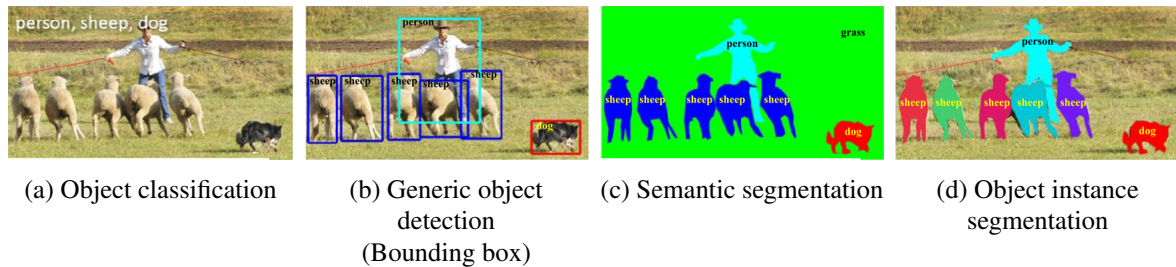 person, sheep, dog
person
sheep
sheep
sheep
sheep
sheep
dog
person
grass
sheep
sheep
sheep
sheep
sheep
dog
person
sheep
sheep
sheep
sheep
sheep
dog
(a) Object classification
(b) Generic object
detection
(Bounding box)
(c) Semantic segmentation
(d) Object instance
segmentation